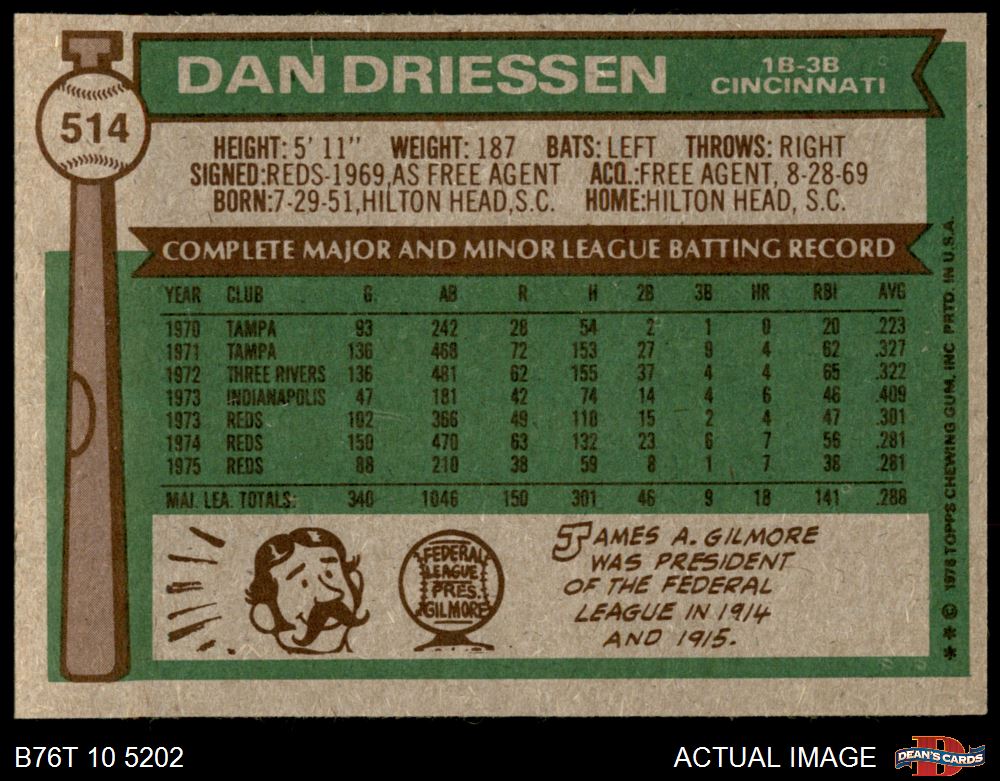 DAN DRIESSEN
1B-3B
CINCINNATI
514
HEIGHT: 5' 11" WEIGHT: 187 BATS: LEFT THROWS: RIGHT
SIGNED:REDS-1969,AS FREE AGENT ACQ.:FREE AGENT, 8-28-69
BORN:7-29-51,HILTON HEAD,S.C. HOME:HILTON HEAD, S.C.
COMPLETE MAJOR AND MINOR LEAGUE BATTING RECORD
YEAR CLUB G. AB R H 2B 3B HR RBI AVG
1970 TAMPA 93 242 28 54 2 1 0 20 .223
1971 TAMPA 136 468 72 153 27 9 4 62 .327
1972 THREE RIVERS 136 481 62 155 37 4 4 65 .322
1973 INDIANAPOLIS 47 181 42 74 14 4 6 46 .409
1973 REDS 102 366 49 118 15 2 4 47 .301
1974 REDS 150 470 63 132 23 6 7 56 .281
1975 REDS 88 210 38 59 8 1 7 38 .281
MAJ. LEA. TOTALS: 340 1046 150 301 46 9 18 141 .288
FEDERAL
LEAGUE
PRES.
GILMORE
JAMES A. GILMORE
WAS PRESIDENT
OF THE FEDERAL
LEAGUE IN 1914
AND 1915.
** © 1976 TOPPS CHEWING GUM, INC PRTD. IN U.S.A.
B76T 10 5202
ACTUAL IMAGE
D
DEAN'S CARDS